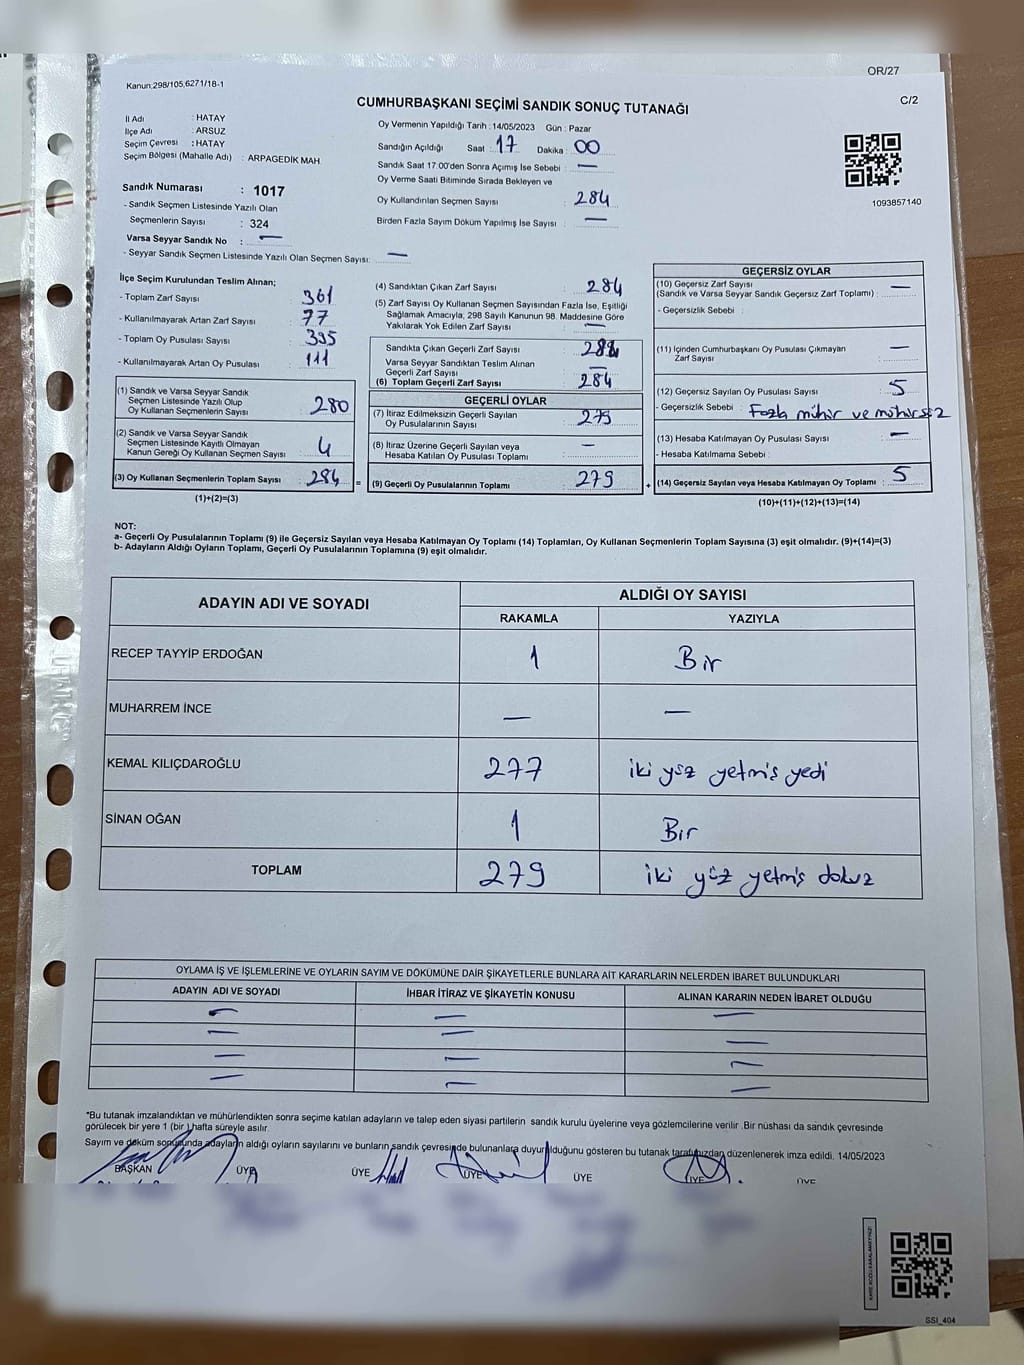 OR/27
Kanun:298/105,6271/18-1
C/2
CUMHURBAŞKANI SEÇİMİ SANDIK SONUÇ TUTANAĞI
İl Adı : HATAY
İlçe Adı : ARSUZ
Seçim Çevresi : HATAY
Seçim Bölgesi (Mahalle Adı) : ARPAGEDİK MAH
Oy Vermenin Yapıldığı Tarih : 14/05/2023 Gün : Pazar
Sandığın Açıldığı Saat : 17 Dakika : 00
Sandık Saat 17.00'den Sonra Açımış İse Sebebi : —
Oy Verme Saati Bitiminde Sırada Bekleyen ve
Oy Kullandırılan Seçmen Sayısı : 284
Birden Fazla Sayım Döküm Yapılmış İse Sayısı : —
1093857140
Sandık Numarası : 1017
- Sandık Seçmen Listesinde Yazılı Olan
Seçmenlerin Sayısı : 324
Varsa Seyyar Sandık No : —
- Seyyar Sandık Seçmen Listesinde Yazılı Olan Seçmen Sayısı: —
İlçe Seçim Kurulundan Teslim Alınan;
- Toplam Zarf Sayısı : 361
- Kullanılmayarak Artan Zarf Sayısı : 77
- Toplam Oy Pusulası Sayısı : 395
- Kullanılmayarak Artan Oy Pusulası : 111
(1) Sandık ve Varsa Seyyar Sandık
Seçmen Listesinde Yazılı Olup
Oy Kullanan Seçmenlerin Sayısı : 280
(2) Sandık ve Varsa Seyyar Sandık
Seçmen Listesinde Kayıtlı Olmayan
Kanun Gereği Oy Kullanan Seçmen Sayısı : 4
(3) Oy Kullanan Seçmenlerin Toplam Sayısı : 284 =
(1)+(2)=(3)
(4) Sandıktan Çıkan Zarf Sayısı : 284
(5) Zarf Sayısı Oy Kullanan Seçmen Sayısından Fazla İse, Eşitliği
Sağlamak Amacıyla, 298 Sayılı Kanunun 98. Maddesine Göre
Yakılarak Yok Edilen Zarf Sayısı : —
Sandıkta Çıkan Geçerli Zarf Sayısı : 284
Varsa Seyyar Sandıktan Teslim Alınan
Geçerli Zarf Sayısı : —
(6) Toplam Geçerli Zarf Sayısı : 284
GEÇERLİ OYLAR
(7) İtiraz Edilmeksizin Geçerli Sayılan
Oy Pusulalarının Sayısı : 279
(8) İtiraz Üzerine Geçerli Sayılan veya
Hesaba Katılan Oy Pusulası Toplamı : —
(9) Geçerli Oy Pusulalarının Toplamı : 279 +
GEÇERSİZ OYLAR
(10) Geçersiz Zarf Sayısı
(Sandık ve Varsa Seyyar Sandık Geçersiz Zarf Toplamı) : —
- Geçersizlik Sebebi :
(11) İçinden Cumhurbaşkanı Oy Pusulası Çıkmayan
Zarf Sayısı : —
(12) Geçersiz Sayılan Oy Pusulası Sayısı : 5
- Geçersizlik Sebebi : Fazla mühür ve mühürsüz
(13) Hesaba Katılmayan Oy Pusulası Sayısı : —
- Hesaba Katılmama Sebebi :
(14) Geçersiz Sayılan veya Hesaba Katılmayan Oy Toplamı : 5
(10)+(11)+(12)+(13)=(14)
NOT:
a- Geçerli Oy Pusulalarının Toplamı (9) ile Geçersiz Sayılan veya Hesaba Katılmayan Oy Toplamı (14) Toplamları, Oy Kullanan Seçmenlerin Toplam Sayısına (3) eşit olmalıdır. (9)+(14)=(3)
b- Adayların Aldığı Oyların Toplamı, Geçerli Oy Pusulalarının Toplamına (9) eşit olmalıdır.
ADAYIN ADI VE SOYADI ALDIĞI OY SAYISI
RAKAMLA YAZIYLA
RECEP TAYYİP ERDOĞAN 1 Bir
MUHARREM İNCE — —
KEMAL KILIÇDAROĞLU 277 iki yüz yetmiş yedi
SİNAN OĞAN 1 Bir
TOPLAM 279 iki yüz yetmiş dokuz
OYLAMA İŞ VE İŞLEMLERİNE VE OYLARIN SAYIM VE DÖKÜMÜNE DAİR ŞİKAYETLERLE BUNLARA AİT KARARLARIN NELERDEN İBARET BULUNDUKLARI
ADAYIN ADI VE SOYADI İHBAR İTİRAZ VE ŞİKAYETİN KONUSU ALINAN KARARIN NEDEN İBARET OLDUĞU
— — —
— — —
— — —
— — —
*Bu tutanak imzalandıktan ve mühürlendikten sonra seçime katılan adayların ve talep eden siyasi partilerin sandık kurulu üyelerine veya gözlemcilerine verilir .Bir nüshası da sandık çevresinde
görülecek bir yere 1 (bir ) hafta süreyle asılır.
Sayım ve döküm sonucunda adayların aldığı oyların sayılarını ve bunların sandık çevresinde bulunanlara duyurulduğunu gösteren bu tutanak tarafımızdan düzenlenerek imza edildi. 14/05/2023
BAŞKAN ÜYE ÜYE ÜYE ÜYE ÜYE ÜYE
SSI_404